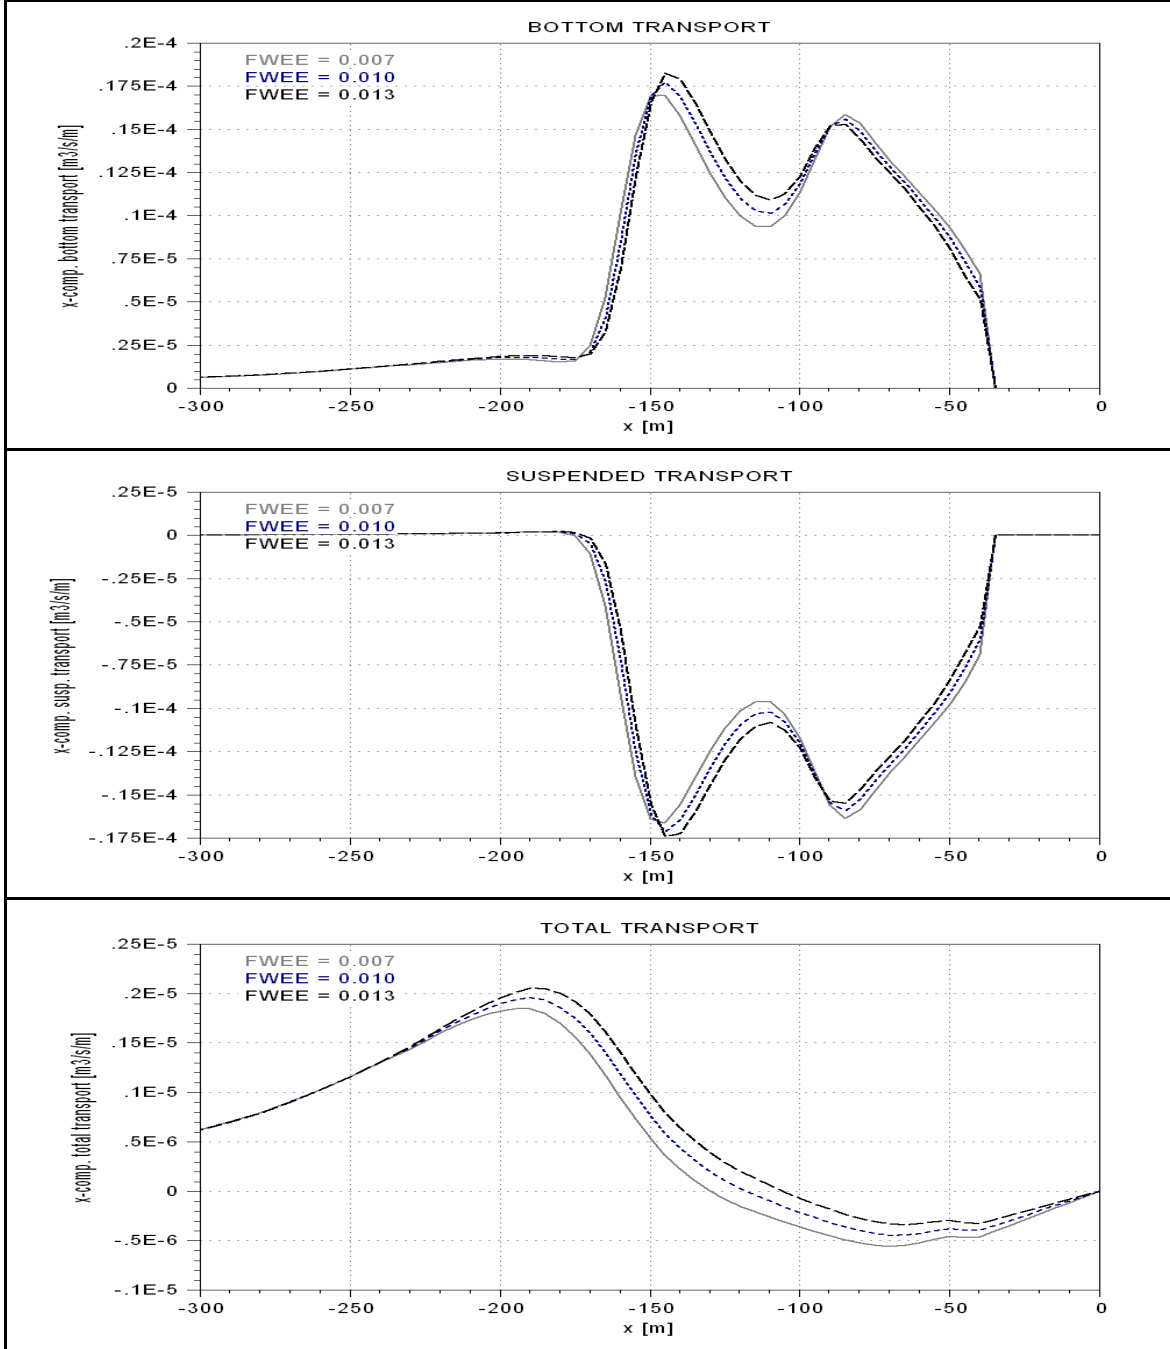 BOTTOM TRANSPORT
.2E-4
.175E-4
.15E-4
.125E-4
.1E-4
.75E-5
.5E-5
.25E-5
0
FWEE = 0.007
FWEE = 0.010
FWEE = 0.013
x-comp. bottom transport [m3/s/m]
-300 -250 -200 -150 -100 -50 0
x [m]
SUSPENDED TRANSPORT
.25E-5
0
-.25E-5
-.5E-5
-.75E-5
-.1E-4
-.125E-4
-.15E-4
-.175E-4
FWEE = 0.007
FWEE = 0.010
FWEE = 0.013
x-comp. susp. transport [m3/s/m]
-300 -250 -200 -150 -100 -50 0
x [m]
TOTAL TRANSPORT
.25E-5
.2E-5
.15E-5
.1E-5
.5E-6
0
-.5E-6
-.1E-5
FWEE = 0.007
FWEE = 0.010
FWEE = 0.013
x-comp. total transport [m3/s/m]
-300 -250 -200 -150 -100 -50 0
x [m]